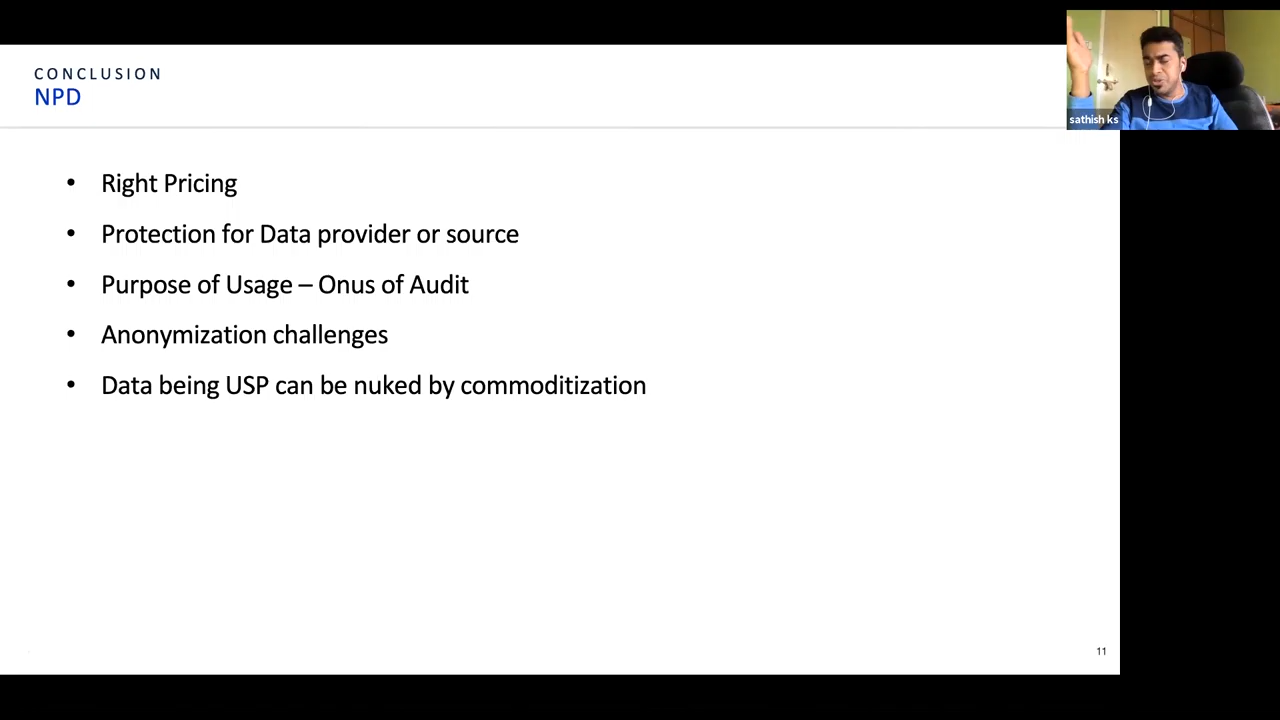 CONCLUSION
NPD
sathish ks
• Right Pricing
• Protection for Data provider or source
• Purpose of Usage – Onus of Audit
• Anonymization challenges
• Data being USP can be nuked by commoditization
11